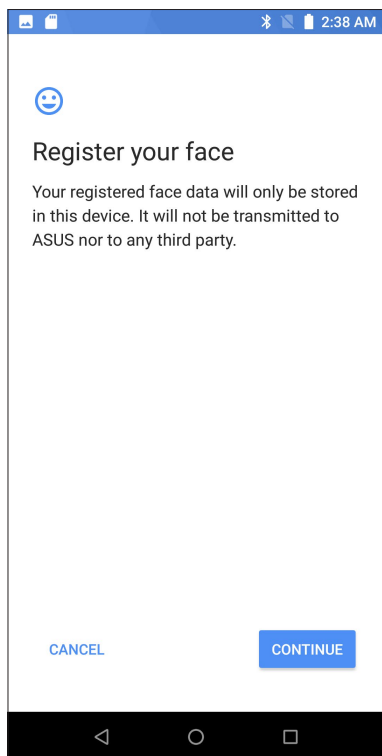 2:38 AM
Register your face
Your registered face data will only be stored
in this device. It will not be transmitted to
ASUS nor to any third party.
CANCEL
CONTINUE